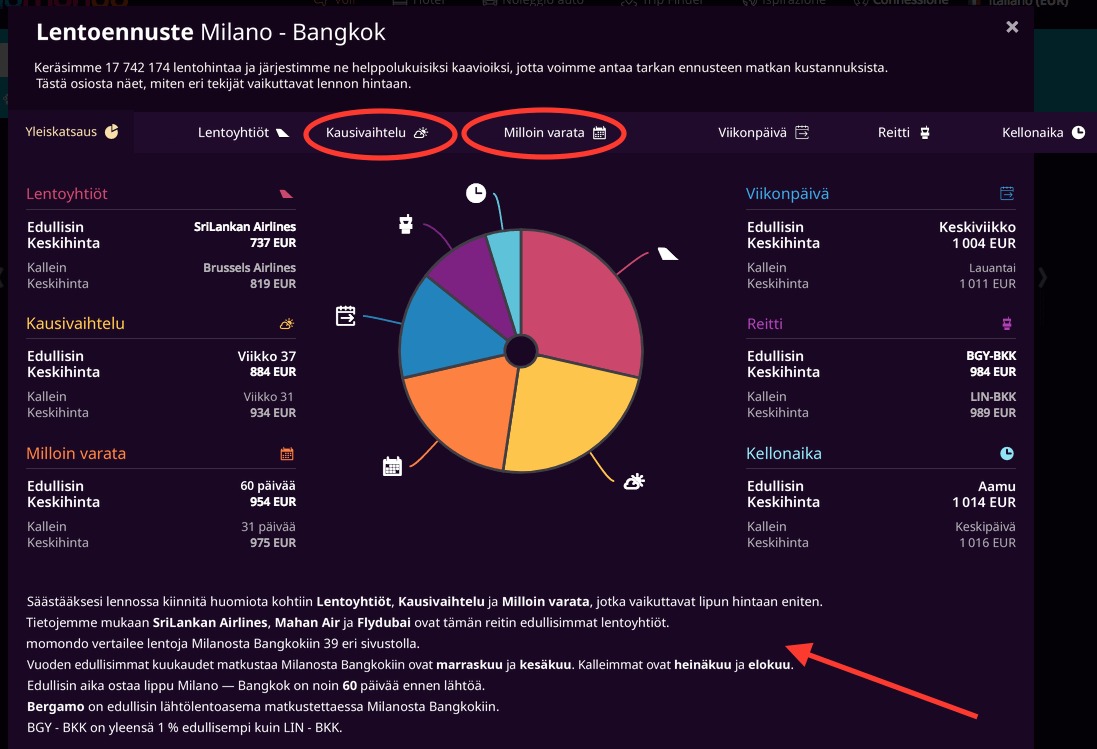 Voli
Hotel
Noleggio auto
Trip Finder
Ispirazione
Connessione
Italiano (EUR)
Lentoennuste Milano - Bangkok
Keräsimme 17 742 174 lentohintaa ja järjestimme ne helppolukuisiksi kaavioiksi, jotta voimme antaa tarkan ennusteen matkan kustannuksista.
Tästä osiosta näet, miten eri tekijät vaikuttavat lennon hintaan.
Yleiskatsaus
Lentoyhtiöt
Kausivaihtelu
Milloin varata
Viikonpäivä
Reitti
Kellonaika
Lentoyhtiöt
Edullisin SriLankan Airlines
Keskihinta 737 EUR
Kallein Brussels Airlines
Keskihinta 819 EUR
Kausivaihtelu
Edullisin Viikko 37
Keskihinta 884 EUR
Kallein Viikko 31
Keskihinta 934 EUR
Milloin varata
Edullisin 60 päivää
Keskihinta 954 EUR
Kallein 31 päivää
Keskihinta 975 EUR
Viikonpäivä
Edullisin Keskiviikko
Keskihinta 1 004 EUR
Kallein Lauantai
Keskihinta 1 011 EUR
Reitti
Edullisin BGY-BKK
Keskihinta 984 EUR
Kallein LIN-BKK
Keskihinta 989 EUR
Kellonaika
Edullisin Aamu
Keskihinta 1 014 EUR
Kallein Keskipäivä
Keskihinta 1 016 EUR
Säästääksesi lennossa kiinnitä huomiota kohtiin Lentoyhtiöt, Kausivaihtelu ja Milloin varata, jotka vaikuttavat lipun hintaan eniten.
Tietojemme mukaan SriLankan Airlines, Mahan Air ja Flydubai ovat tämän reitin edullisimmat lentoyhtiöt.
momondo vertailee lentoja Milanosta Bangkokiin 39 eri sivustolla.
Vuoden edullisimmat kuukaudet matkustaa Milanosta Bangkokiin ovat marraskuu ja kesäkuu. Kalleimmat ovat heinäkuu ja elokuu.
Edullisin aika ostaa lippu Milano — Bangkok on noin 60 päivää ennen lähtöä.
Bergamo on edullisin lähtölentoasema matkustettaessa Milanosta Bangkokiin.
BGY - BKK on yleensä 1 % edullisempi kuin LIN - BKK.